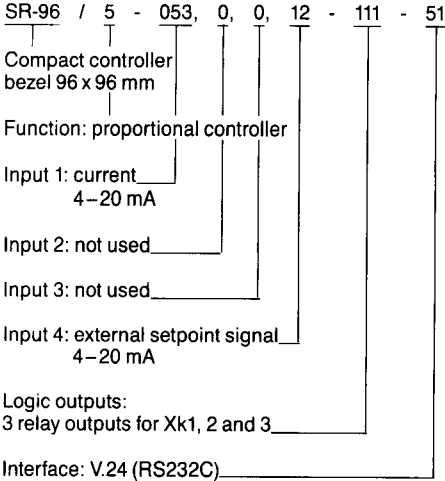 SR-96 / 5 - 053, 0, 0, 12 - 111 - 51
Compact controller
bezel 96 x 96 mm
Function: proportional controller
Input 1: current
4–20 mA
Input 2: not used
Input 3: not used
Input 4: external setpoint signal
4–20 mA
Logic outputs:
3 relay outputs for Xk1, 2 and 3
Interface: V.24 (RS232C)